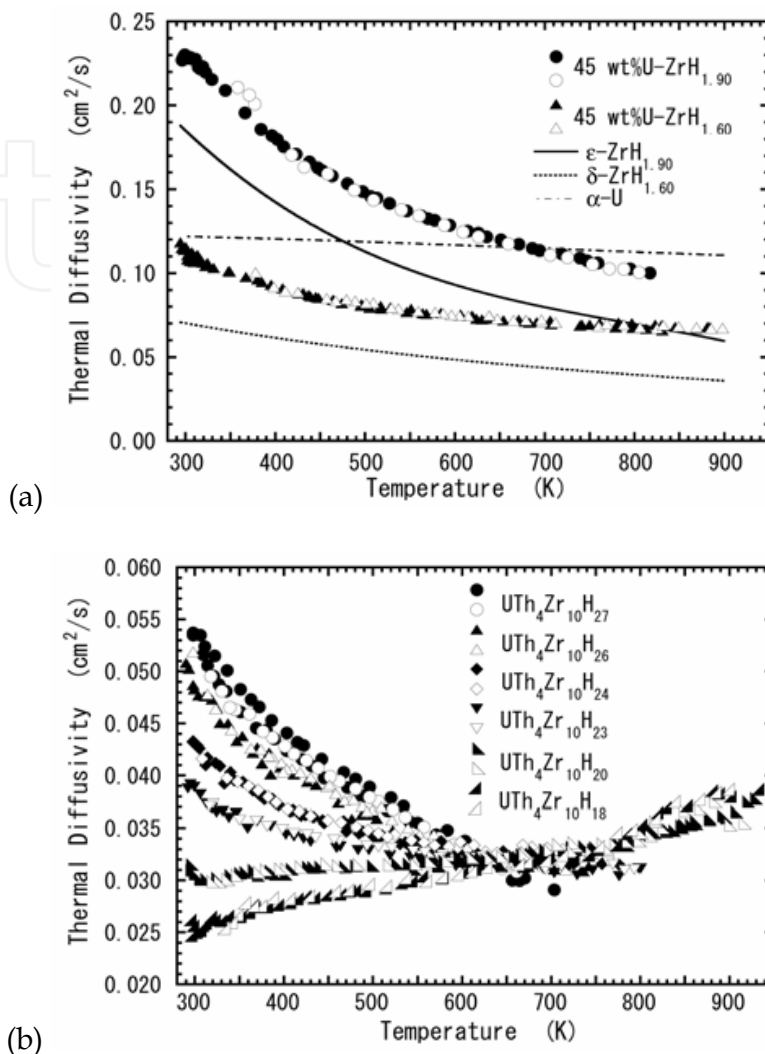 0.25
0.20
0.15
0.10
0.05
0.00
Thermal Diffusivity (cm²/s)
45 wt%U-ZrH₁.₉₀
45 wt%U-ZrH₁.₆₀
ε-ZrH₁.₉₀
δ-ZrH₁.₆₀
α-U
300 400 500 600 700 800 900
Temperature (K)
(a)
0.060
0.055
0.050
0.045
0.040
0.035
0.030
0.025
0.020
Thermal Diffusivity (cm²/s)
UTh₄Zr₁₀H₂₇
UTh₄Zr₁₀H₂₆
UTh₄Zr₁₀H₂₄
UTh₄Zr₁₀H₂₃
UTh₄Zr₁₀H₂₀
UTh₄Zr₁₀H₁₈
300 400 500 600 700 800 900
Temperature (K)
(b)